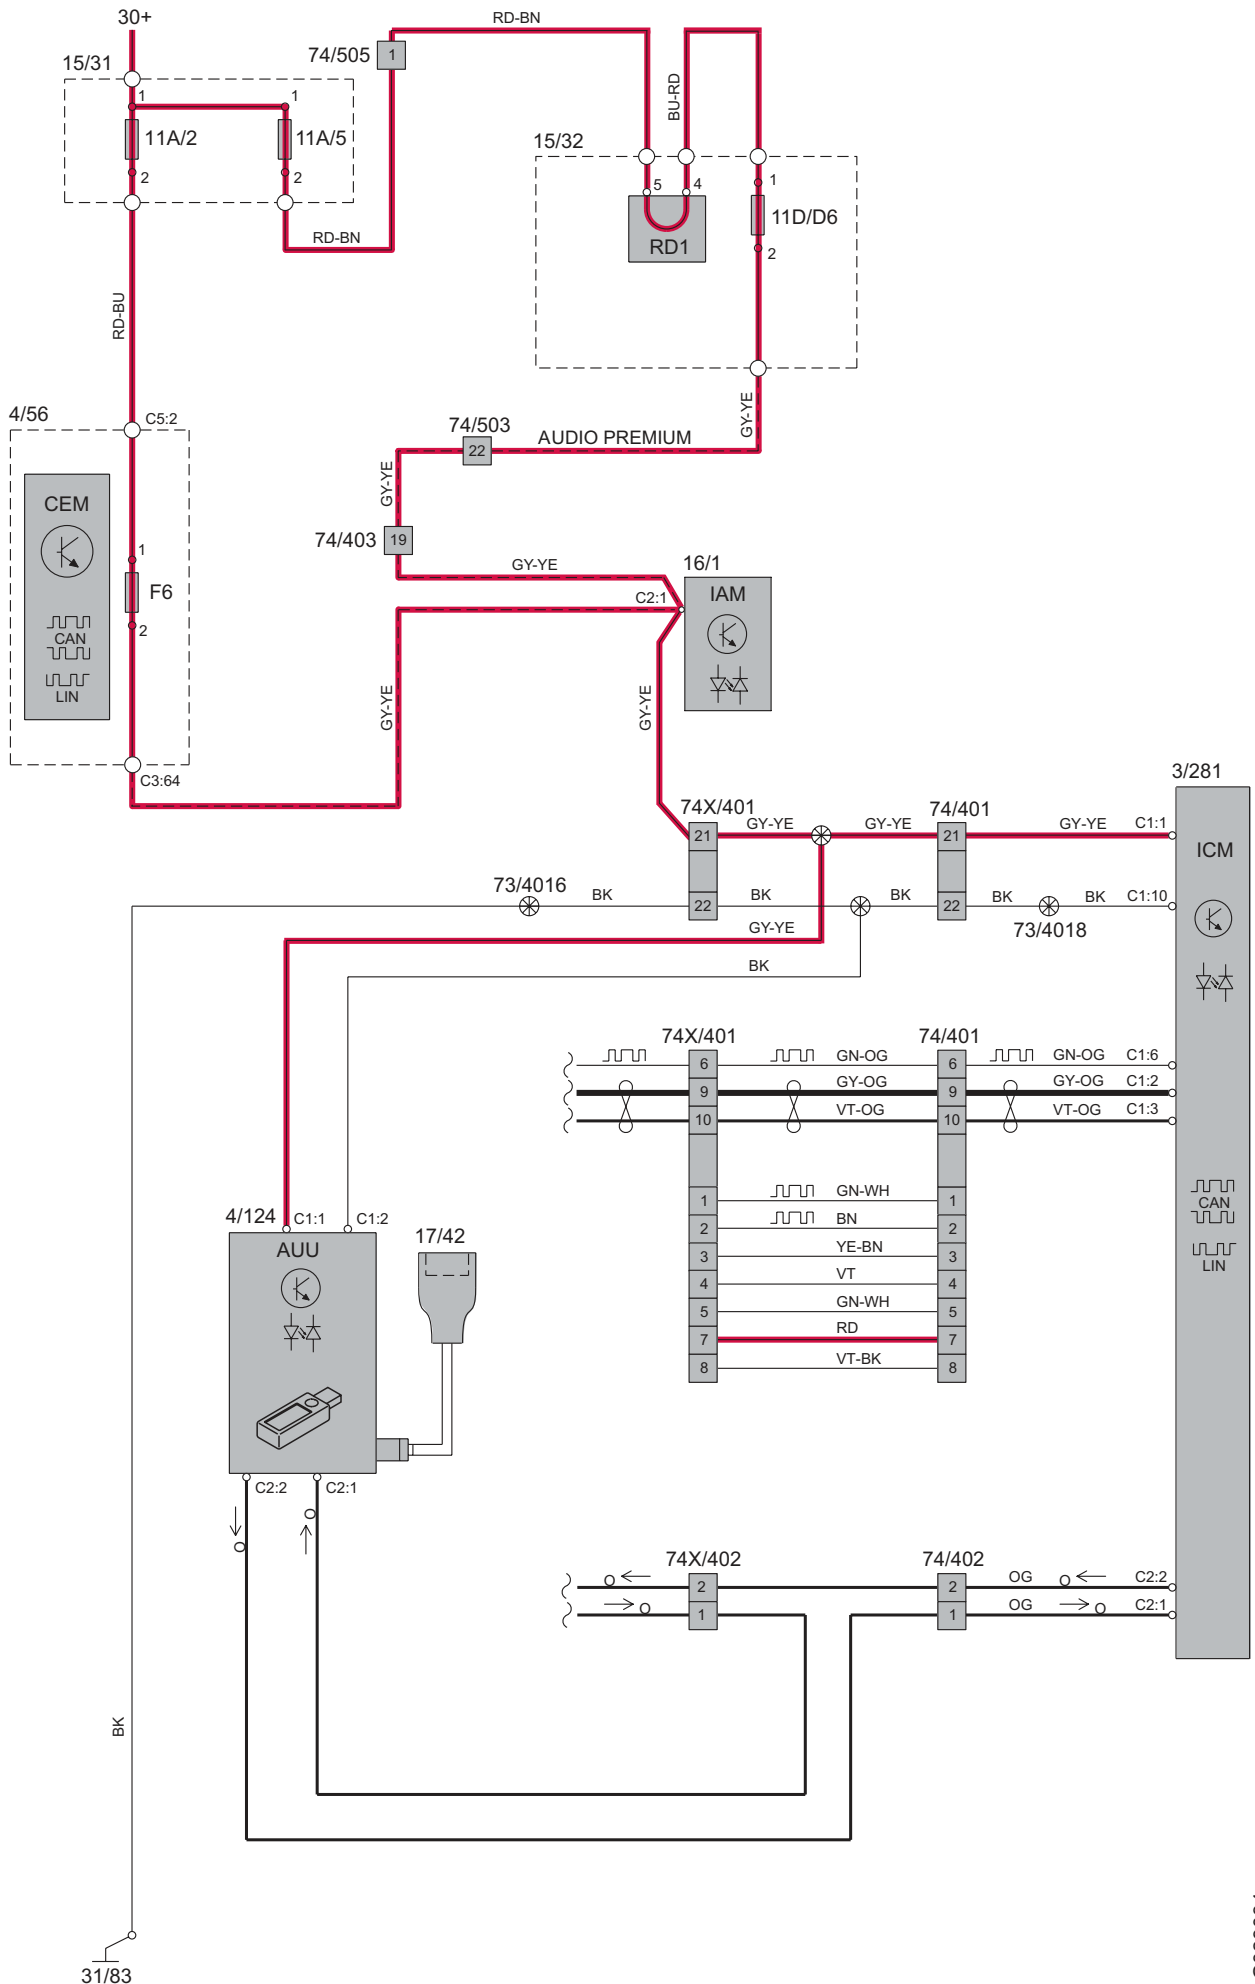 30+
RD-BN
74/505
1
15/31
1
1
11A/2
11A/5
2
2
RD-BN
BU-RD
15/32
5
4
1
RD1
11D/D6
2
RD-BU
4/56
C5:2
GY-YE
74/503
22
AUDIO PREMIUM
GY-YE
CEM
74/403
19
1
F6
2
CAN
LIN
GY-YE
16/1
C2:1
IAM
GY-YE
GY-YE
C3:64
3/281
74X/401
74/401
21
GY-YE
GY-YE
21
GY-YE
C1:1
ICM
73/4016
BK
22
BK
BK
22
BK
BK
C1:10
73/4018
GY-YE
BK
74X/401
74/401
6
GN-OG
6
GN-OG
C1:6
9
GY-OG
9
GY-OG
C1:2
10
VT-OG
10
VT-OG
C1:3
1
GN-WH
1
2
BN
2
3
YE-BN
3
4
VT
4
5
GN-WH
5
7
RD
7
8
VT-BK
8
CAN
LIN
4/124
C1:1
C1:2
17/42
AUU
C2:2
C2:1
74X/402
74/402
2
2
OG
C2:2
1
1
OG
C2:1
BK
31/83